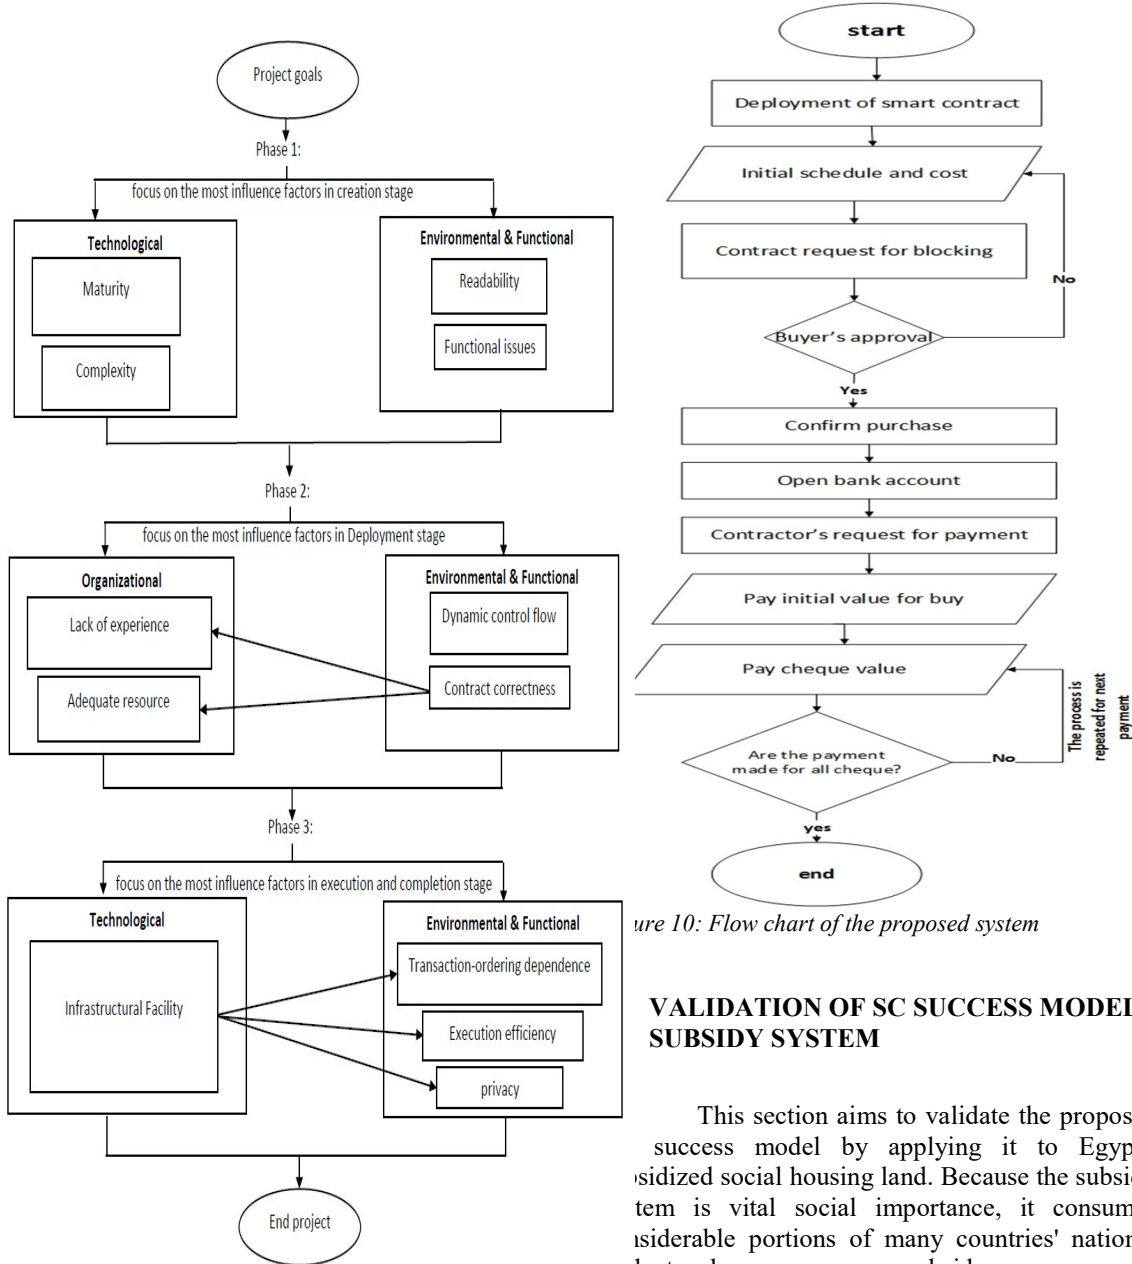 Project goals
Phase 1:
focus on the most influence factors in creation stage
Technological
Maturity
Complexity
Environmental & Functional
Readability
Functional issues
Phase 2:
focus on the most influence factors in Deployment stage
Organizational
Lack of experience
Adequate resource
Environmental & Functional
Dynamic control flow
Contract correctness
Phase 3:
focus on the most influence factors in execution and completion stage
Technological
Infrastructural Facility
Environmental & Functional
Transaction-ordering dependence
Execution efficiency
privacy
End project
start
Deployment of smart contract
Initial schedule and cost
Contract request for blocking
No
Buyer's approval
Yes
Confirm purchase
Open bank account
Contractor's request for payment
Pay initial value for buy
Pay cheque value
The process is
repeated for next
payment
Are the payment
made for all cheque?
No
yes
end
ure 10: Flow chart of the proposed system
VALIDATION OF SC SUCCESS MODEL
SUBSIDY SYSTEM
This section aims to validate the propos
success model by applying it to Egyp
sidized social housing land. Because the subsi
tem is vital social importance, it consum
nsiderable portions of many countries' nation